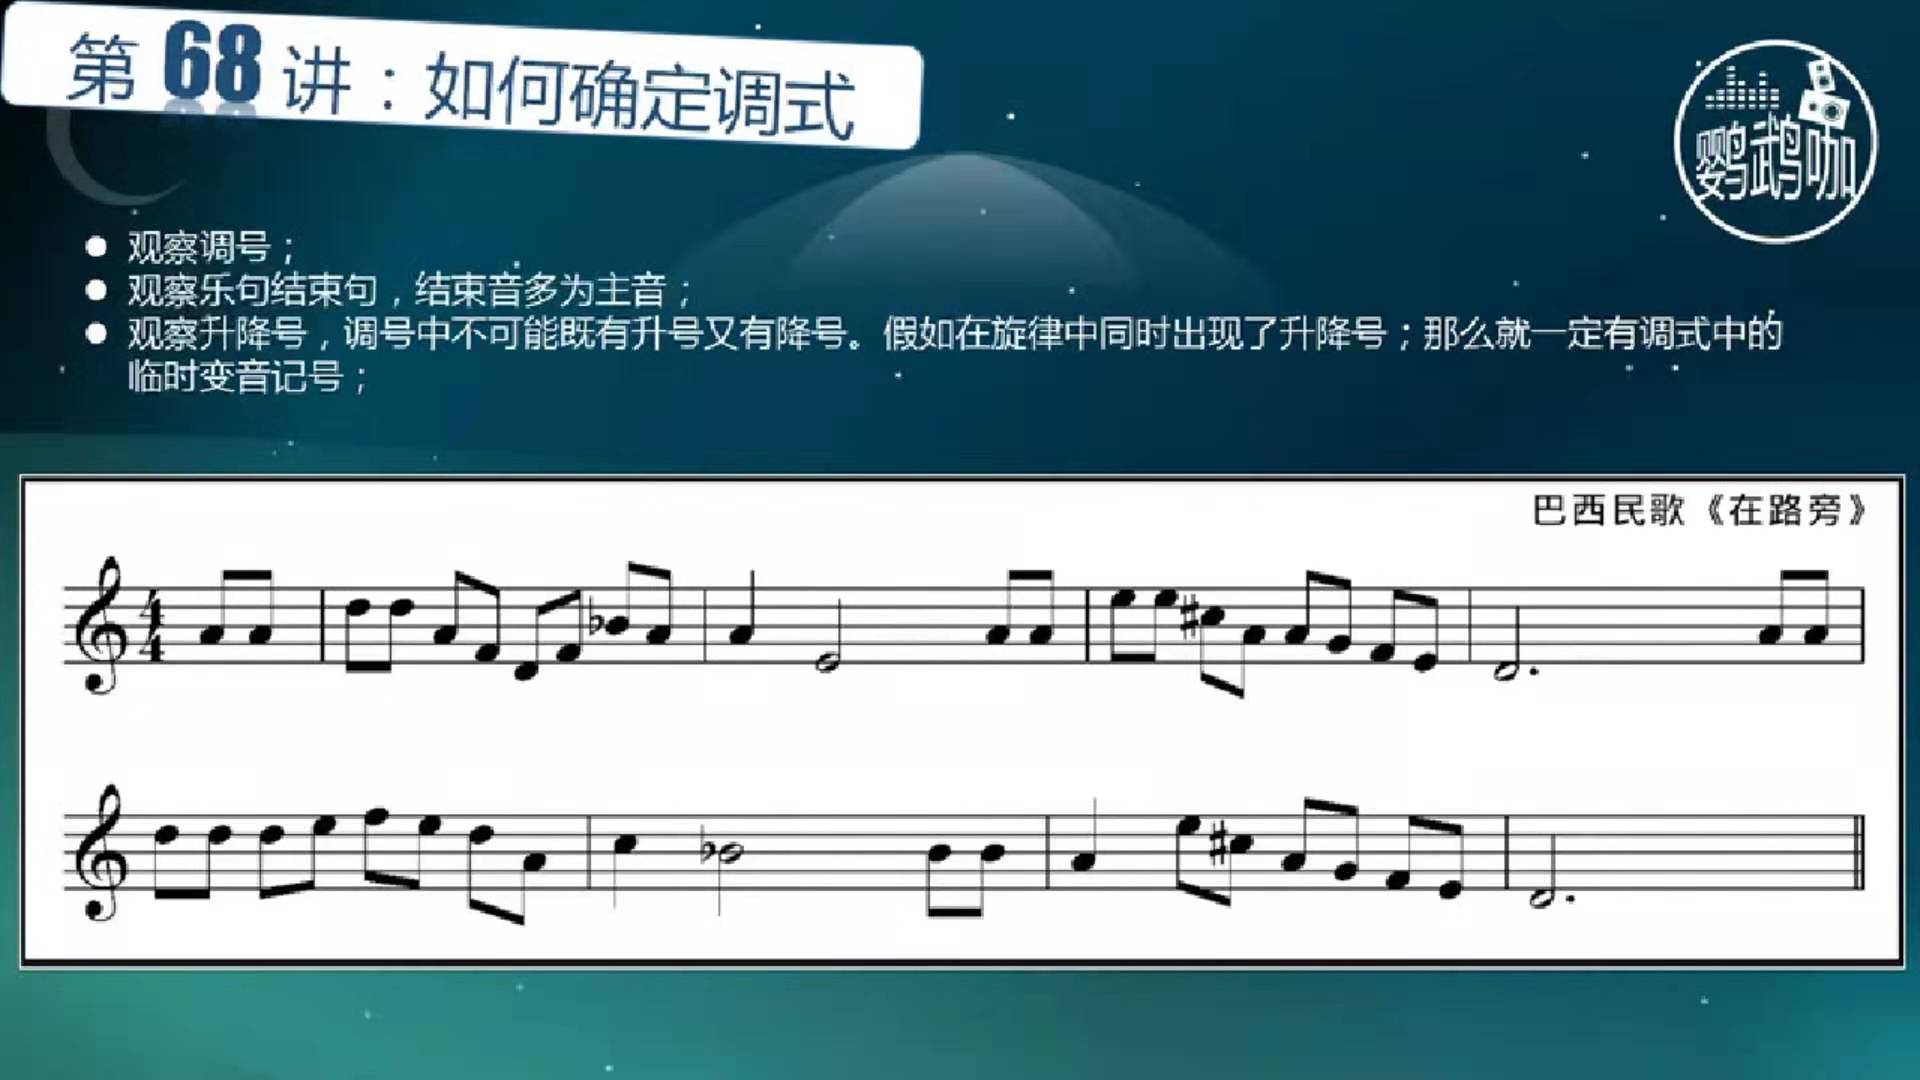 第 68 讲：如何确定调式
鹦鹉咖
观察调号；
观察乐句结束句，结束音多为主音；
观察升降号，调号中不可能既有升号又有降号。假如在旋律中同时出现了升降号；那么就一定有调式中的
临时变音记号；
巴西民歌《在路旁》
4
4